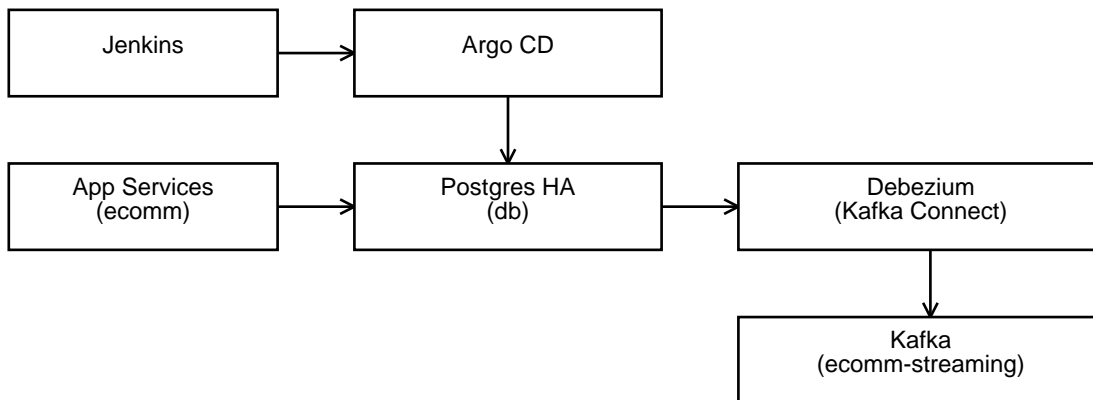 Jenkins
Argo CD
App Services
(ecomm)
Postgres HA
(db)
Debezium
(Kafka Connect)
Kafka
(ecomm-streaming)